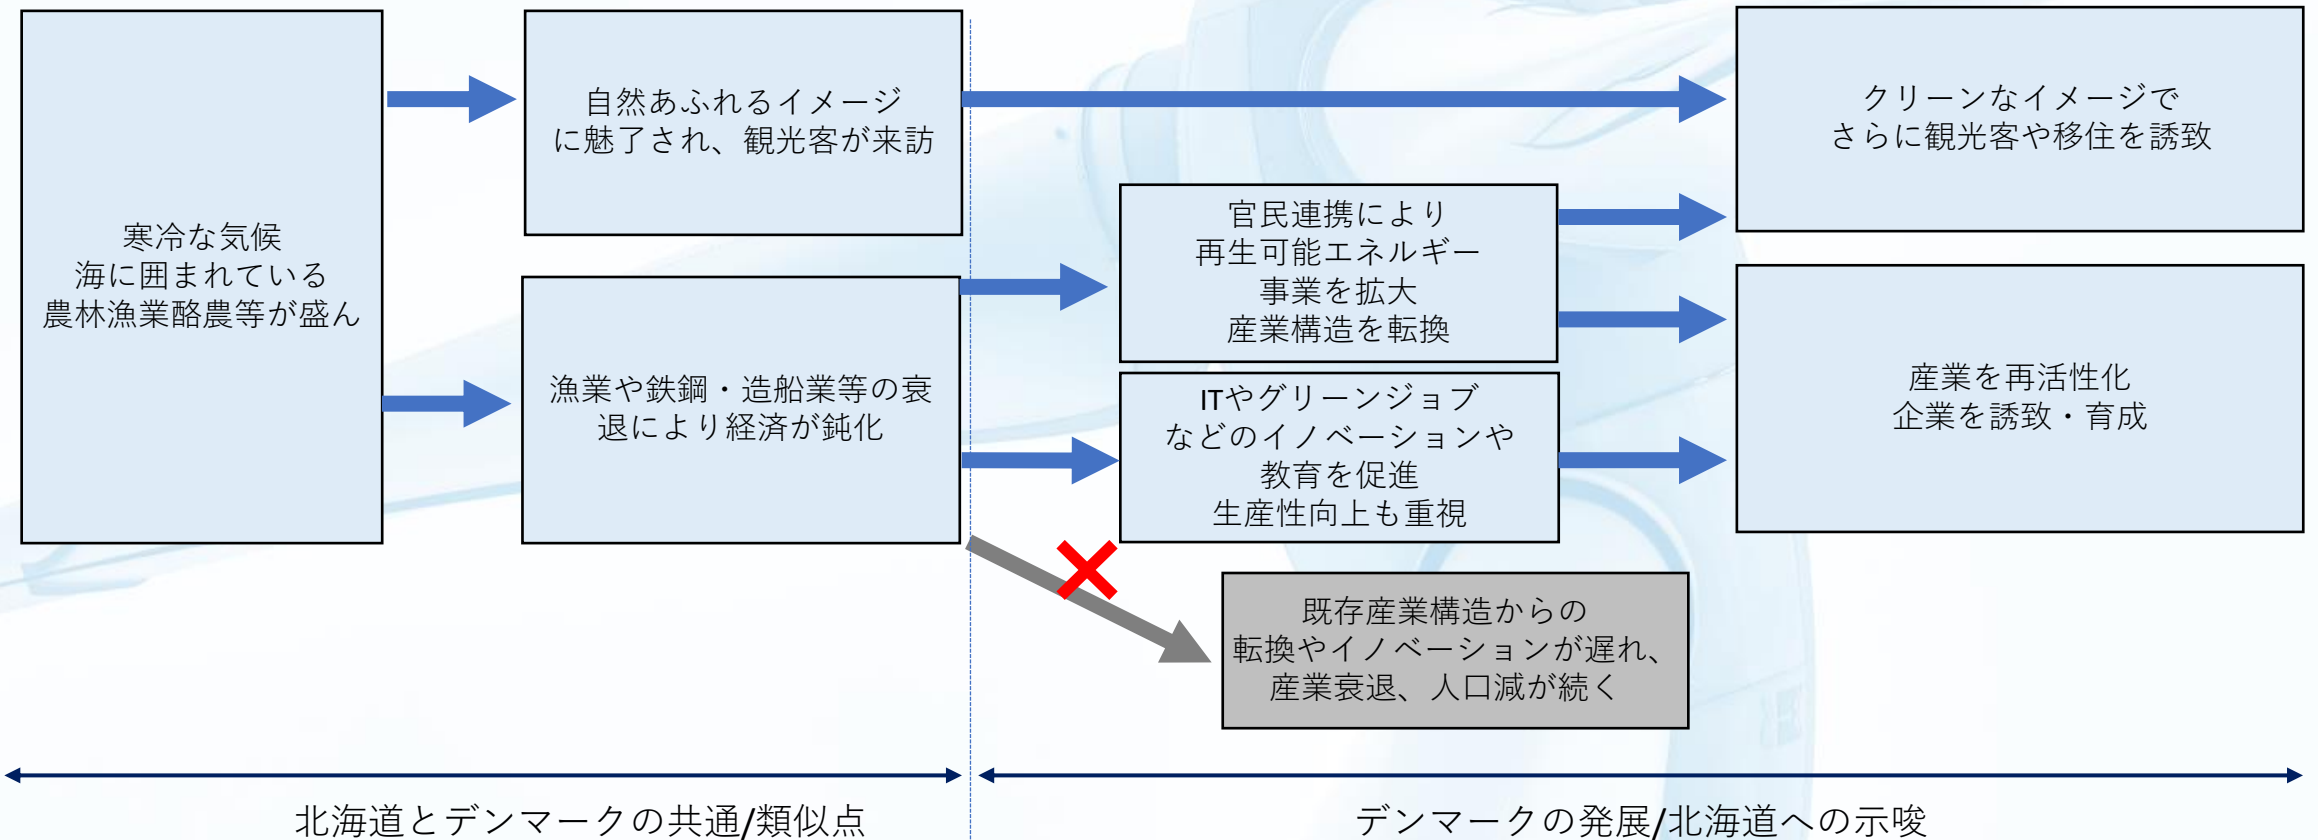 寒冷な気候
海に囲まれている
農林漁業酪農等が盛ん
自然あふれるイメージ
に魅了され、観光客が来訪
漁業や鉄鋼・造船業等の衰
退により経済が鈍化
官民連携により
再生可能エネルギー
事業を拡大
産業構造を転換
ITやグリーンジョブ
などのイノベーションや
教育を促進
生産性向上も重視
既存産業構造からの
転換やイノベーションが遅れ、
産業衰退、人口減が続く
クリーンなイメージで
さらに観光客や移住を誘致
産業を再活性化
企業を誘致・育成
北海道とデンマークの共通/類似点
デンマークの発展/北海道への示唆